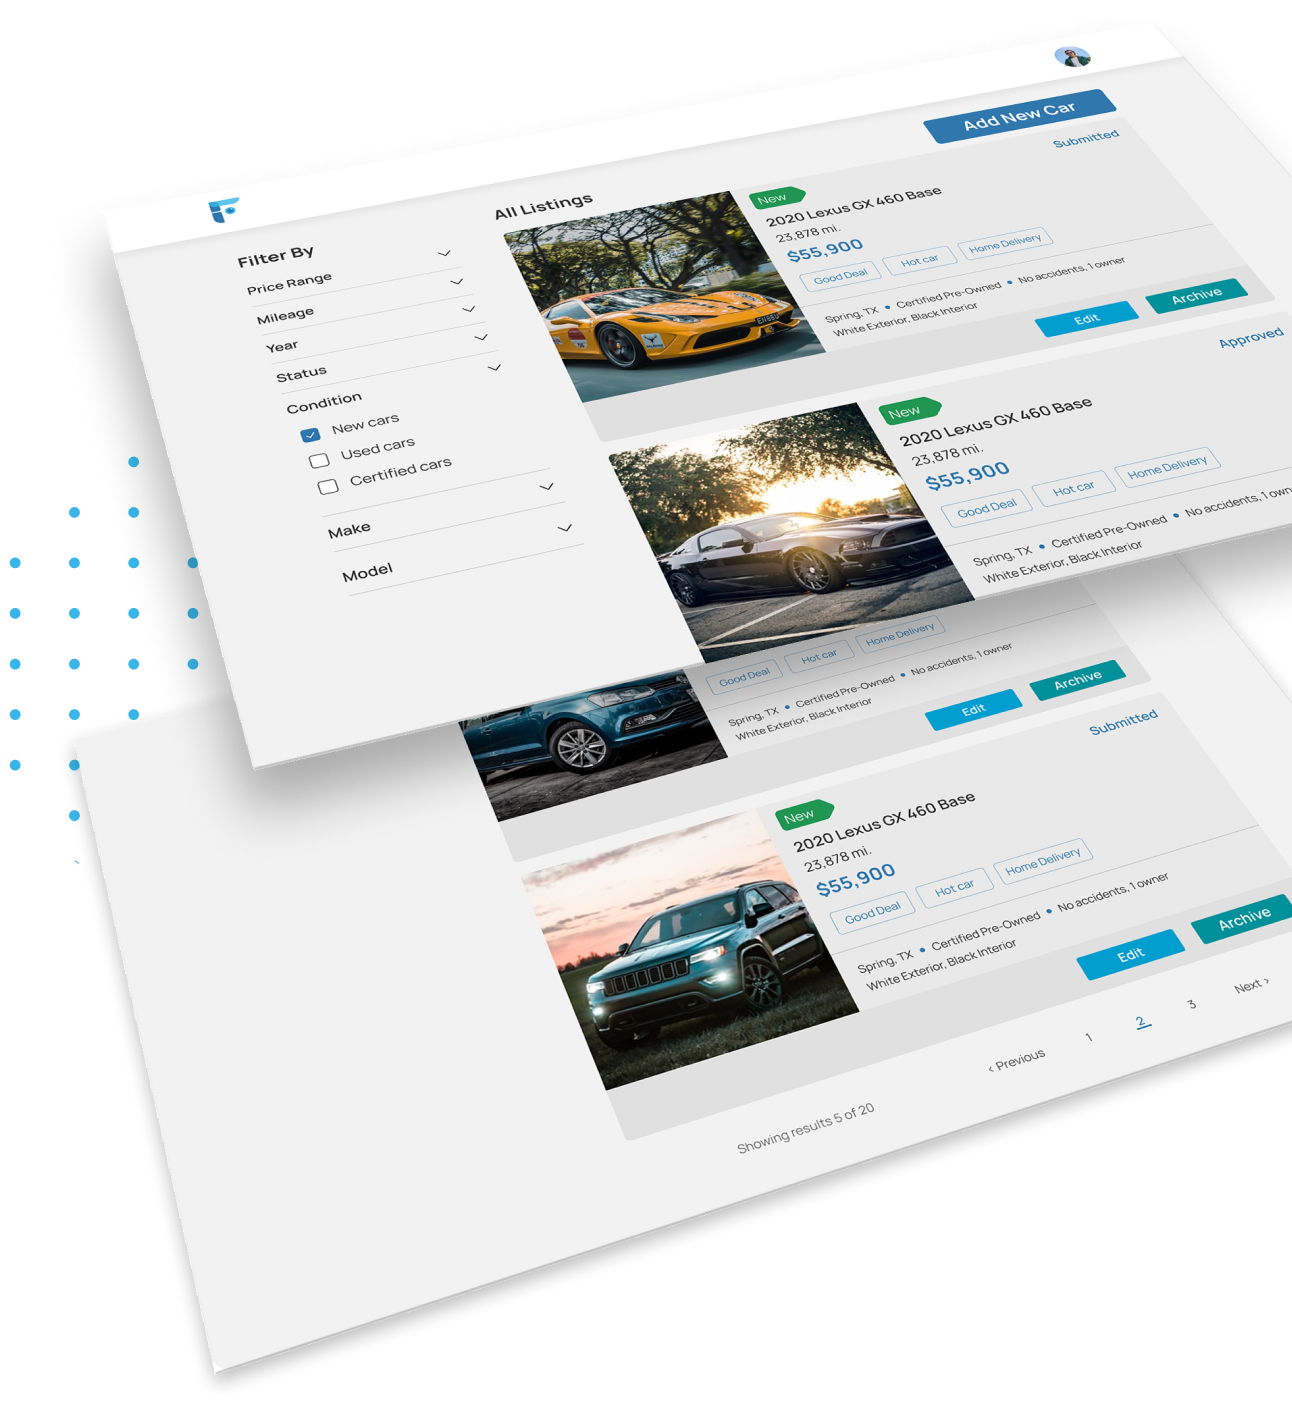 Add New Car
All Listings
Filter By
Price Range
Mileage
Year
Status
Condition
New cars
Used cars
Certified cars
Make
Model
Submitted
New
2020 Lexus GX 460 Base
23,878 mi.
$55,900
Good Deal
Hot car
Home Delivery
Spring, TX • Certified Pre-Owned • No accidents, 1 owner
White Exterior, Black Interior
Edit
Archive
Approved
New
2020 Lexus GX 460 Base
23,878 mi.
$55,900
Good Deal
Hot car
Home Delivery
Spring, TX • Certified Pre-Owned • No accidents, 1 own
White Exterior, Black Interior
Good Deal
Hot car
Home Delivery
Spring, TX • Certified Pre-Owned • No accidents, 1 owner
White Exterior, Black Interior
Edit
Archive
Submitted
New
2020 Lexus GX 460 Base
23,878 mi.
$55,900
Good Deal
Hot car
Home Delivery
Spring, TX • Certified Pre-Owned • No accidents, 1 owner
White Exterior, Black Interior
Edit
Archive
‹ Previous 1 2 3 Next ›
Showing results 5 of 20